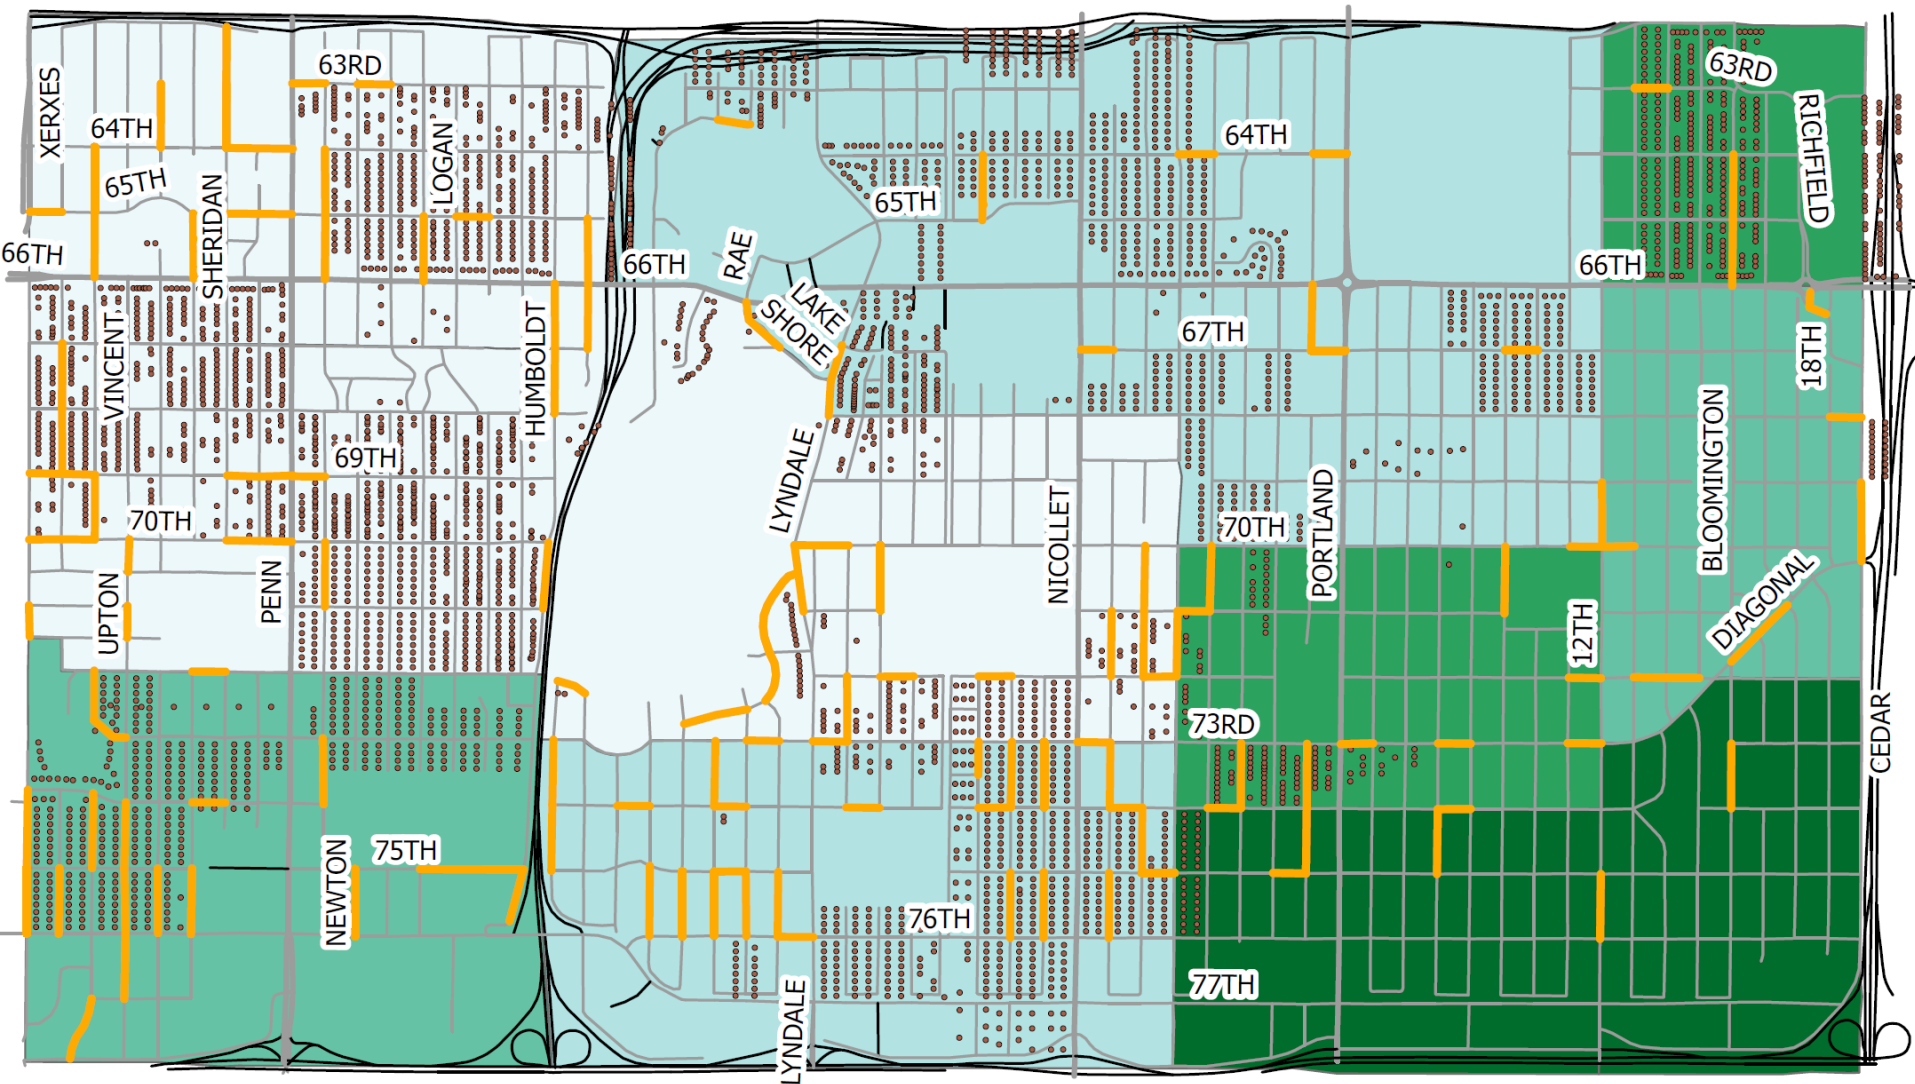 63RD
63RD
XERXES
64TH
LOGAN
64TH
RICHFIELD
65TH
SHERIDAN
65TH
66TH
66TH
RAE
66TH
VINCENT
HUMBOLDT
LAKE
SHORE
67TH
18TH
69TH
LYNDALE
BLOOMINGTON
70TH
NICOLLET
70TH
PORTLAND
UPTON
PENN
12TH
DIAGONAL
73RD
CEDAR
NEWTON
75TH
76TH
77TH
LYNDALE